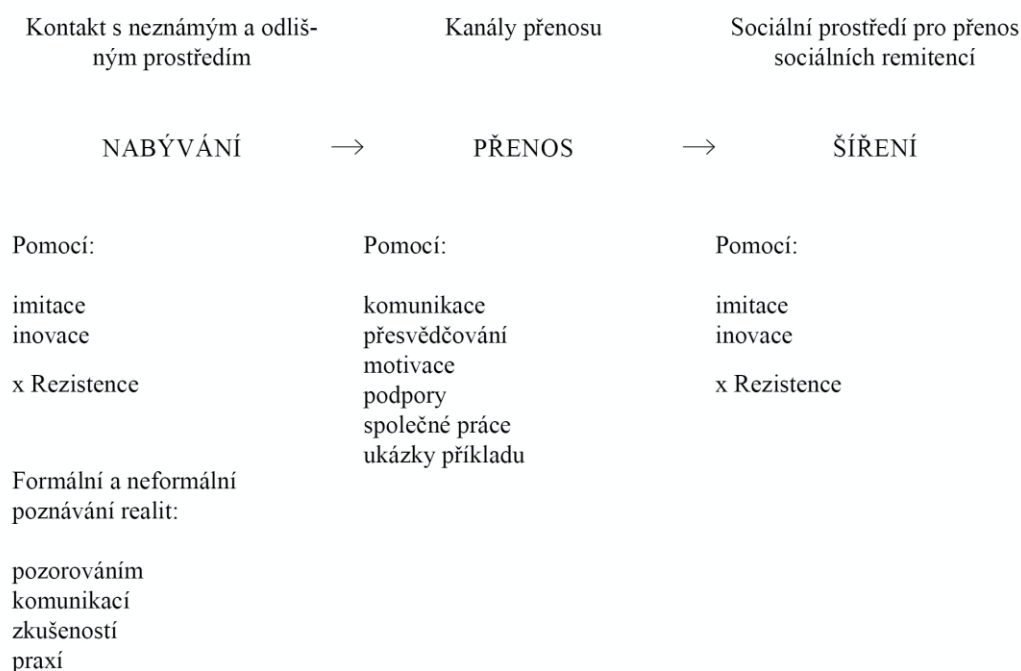 Kontakt s neznámým a odliš-
ným prostředím
Kanály přenosu
Sociální prostředí pro přenos
sociálních remitencí
NABÝVÁNÍ → PŘENOS → ŠÍŘENÍ
Pomocí:
imitace
inovace
x Rezistence
Formální a neformální
poznávání realit:
pozorováním
komunikací
zkušeností
praxí
Pomocí:
komunikace
přesvědčování
motivace
podpory
společné práce
ukázky příkladu
Pomocí:
imitace
inovace
x Rezistence